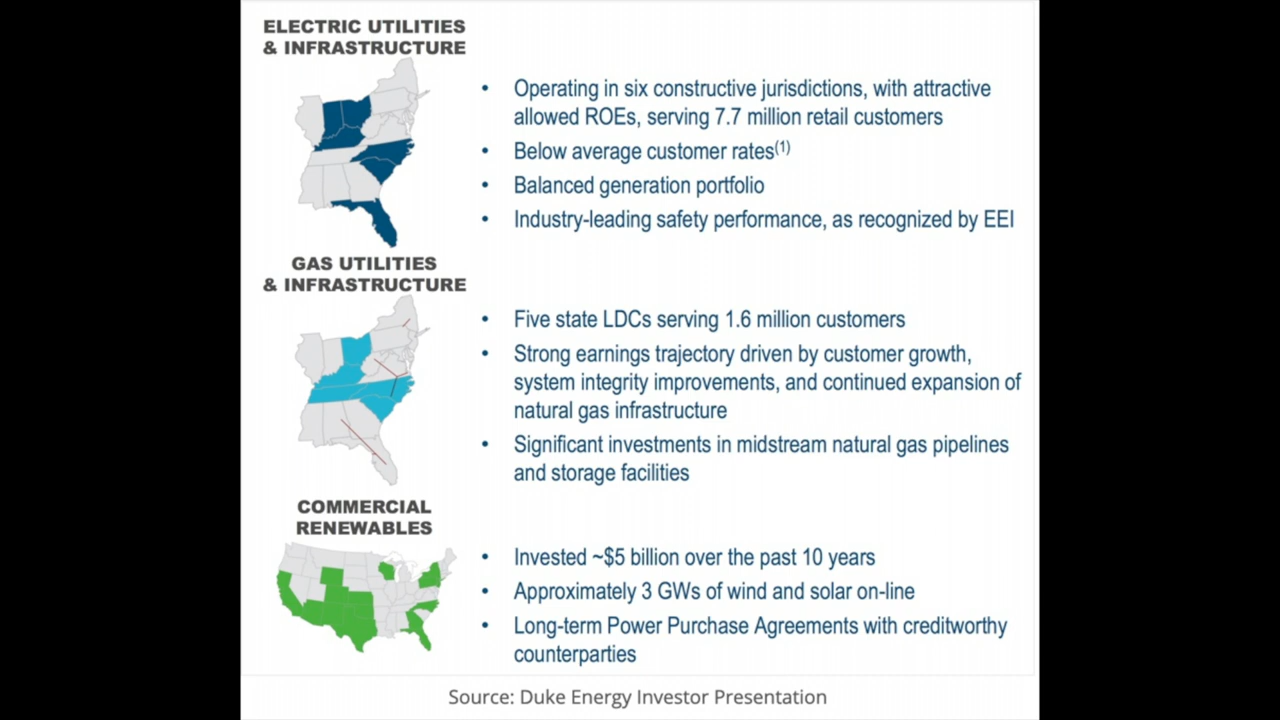 ELECTRIC UTILITIES
& INFRASTRUCTURE
• Operating in six constructive jurisdictions, with attractive
allowed ROEs, serving 7.7 million retail customers
• Below average customer rates(1)
• Balanced generation portfolio
• Industry-leading safety performance, as recognized by EEI
GAS UTILITIES
& INFRASTRUCTURE
• Five state LDCs serving 1.6 million customers
• Strong earnings trajectory driven by customer growth,
system integrity improvements, and continued expansion of
natural gas infrastructure
• Significant investments in midstream natural gas pipelines
and storage facilities
COMMERCIAL
RENEWABLES
• Invested ~$5 billion over the past 10 years
• Approximately 3 GWs of wind and solar on-line
• Long-term Power Purchase Agreements with creditworthy
counterparties
Source: Duke Energy Investor Presentation